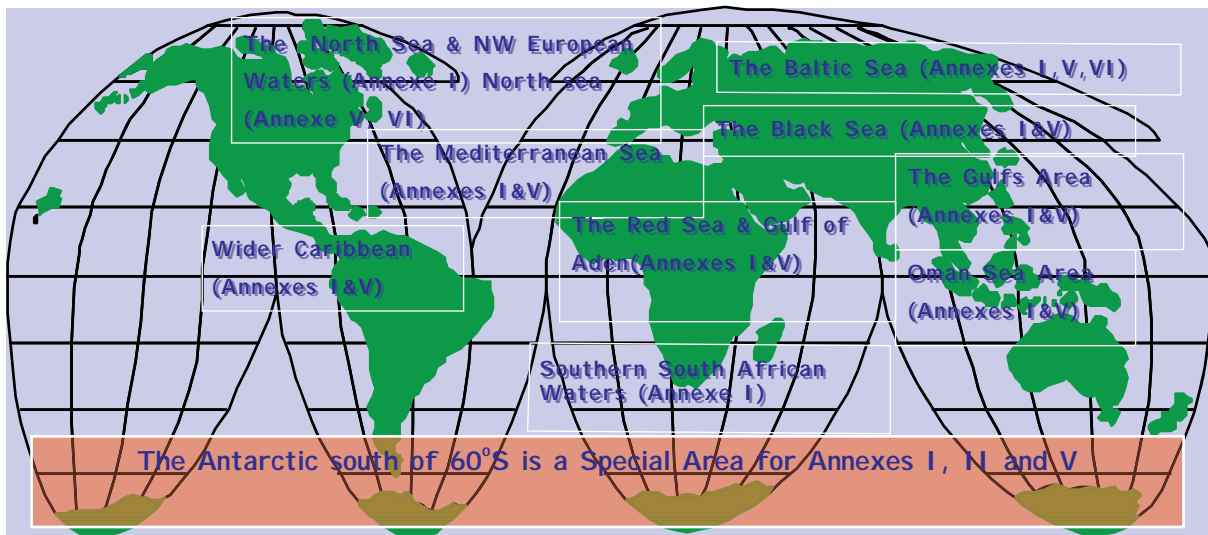 The North Sea & NW European
Waters (Annexe I) North sea
(Annexe V, VI)
The Baltic Sea (Annexes I,V,VI)
The Black Sea (Annexes I&V)
The Mediterranean Sea
(Annexes I&V)
The Gulfs Area
(Annexes I&V)
The Red Sea & Gulf of
Aden(Annexes I&V)
Wider Caribbean
(Annexes I&V)
Oman Sea Area
(Annexes I&V)
Southern South African
Waters (Annexe I)
The Antarctic south of 60°S is a Special Area for Annexes I, II and V